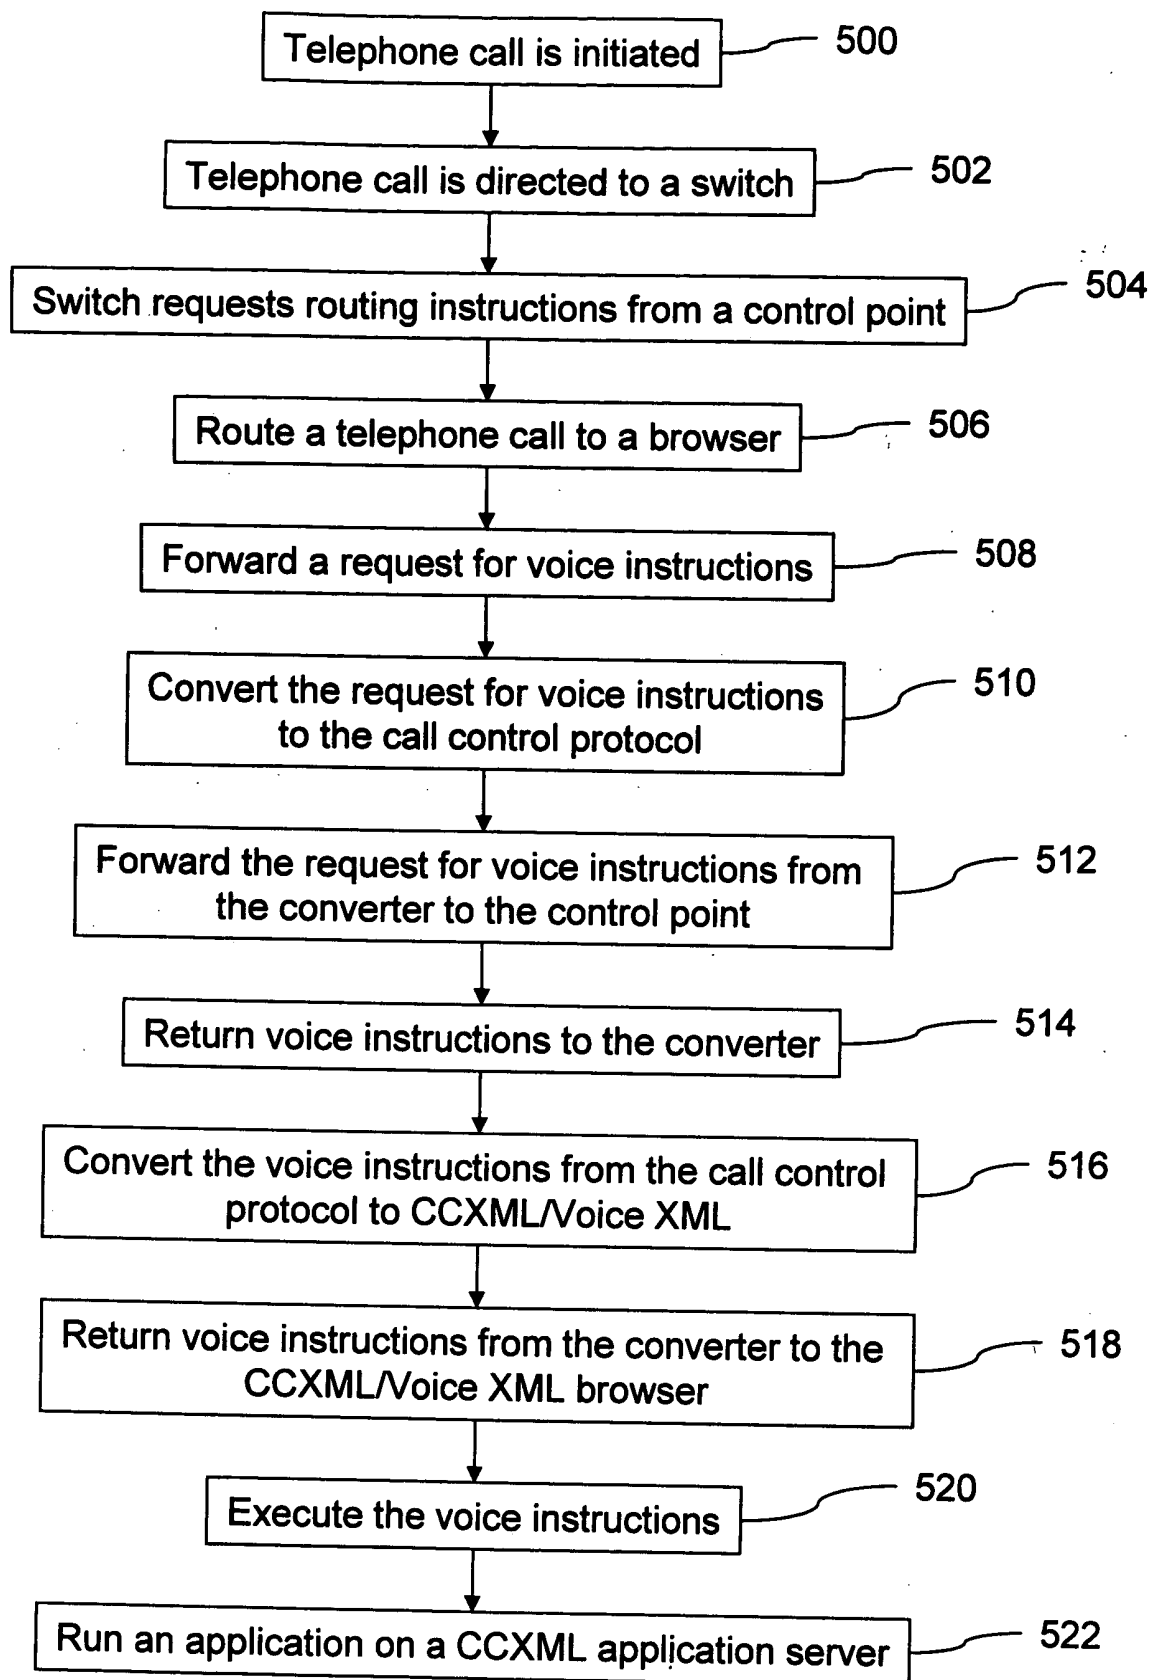 Telephone call is initiated
500
Telephone call is directed to a switch
502
Switch requests routing instructions from a control point
504
Route a telephone call to a browser
506
Forward a request for voice instructions
508
Convert the request for voice instructions
to the call control protocol
510
Forward the request for voice instructions from
the converter to the control point
512
Return voice instructions to the converter
514
Convert the voice instructions from the call control
protocol to CCXML/Voice XML
516
Return voice instructions from the converter to the
CCXML/Voice XML browser
518
Execute the voice instructions
520
Run an application on a CCXML application server
522